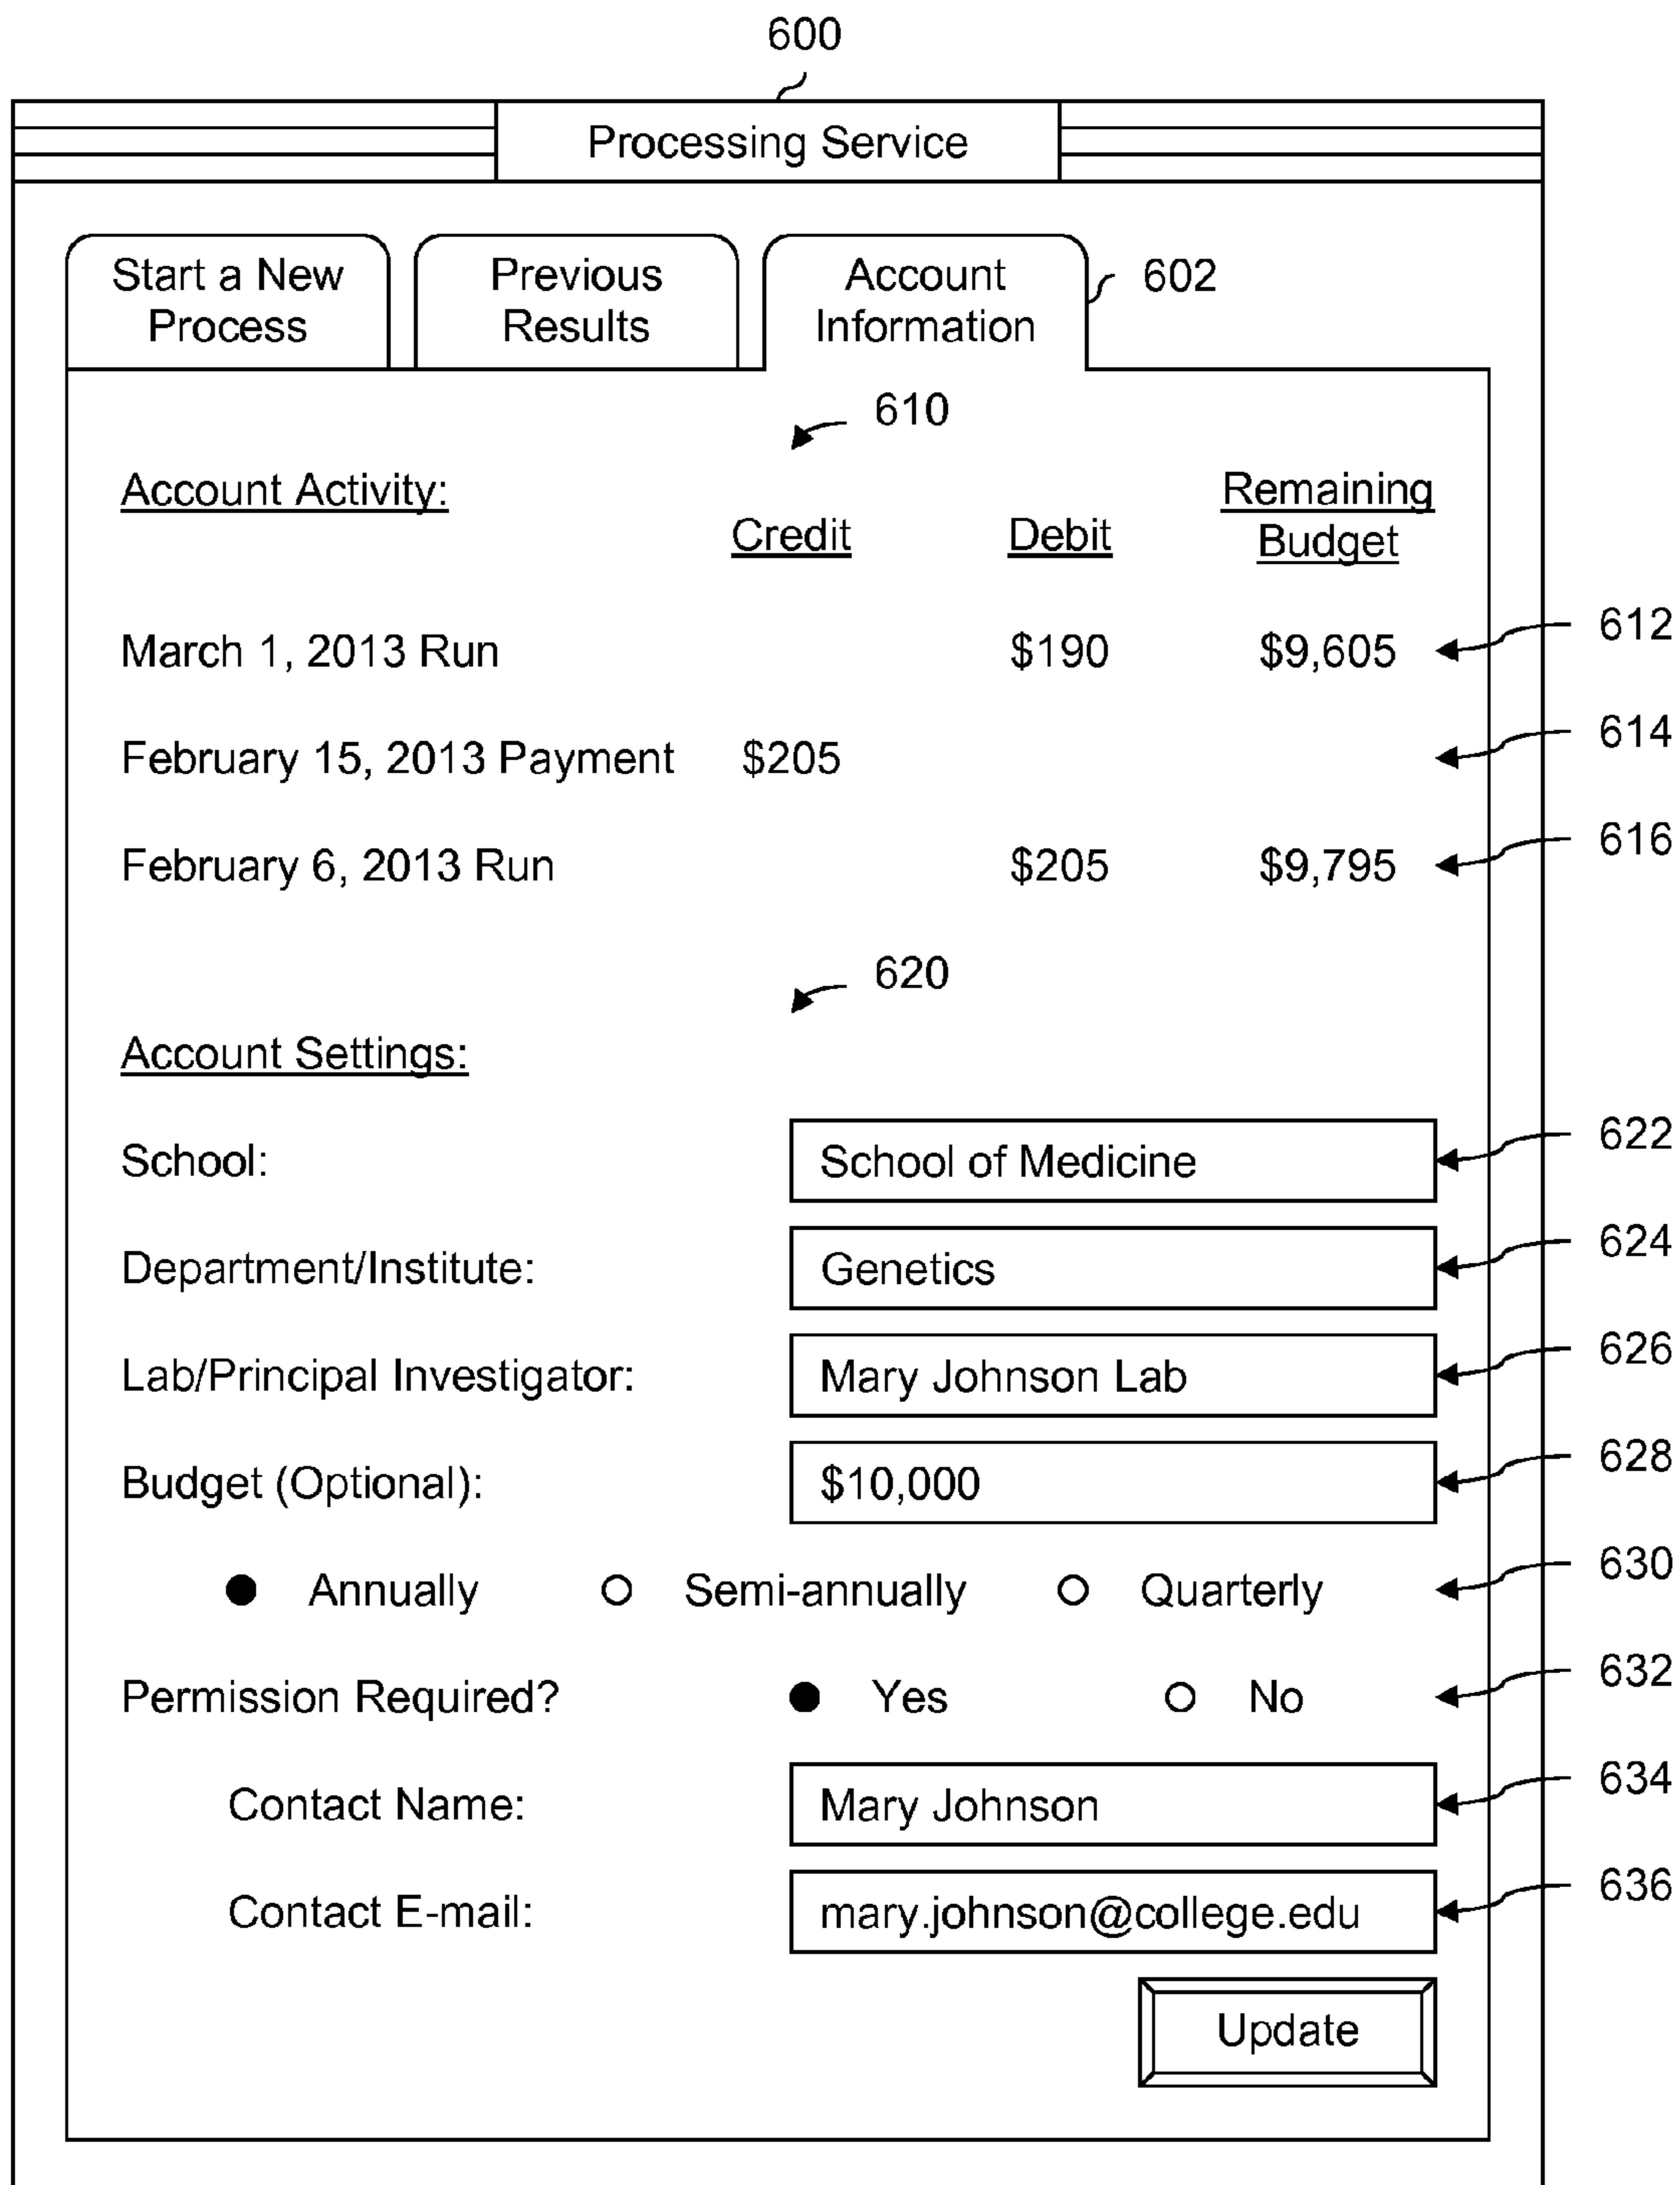 600
Processing Service
Start a New Process
Previous Results
Account Information
602
610
Account Activity:
Credit
Debit
Remaining Budget
March 1, 2013 Run $190 $9,605 612
February 15, 2013 Payment $205 614
February 6, 2013 Run $205 $9,795 616
620
Account Settings:
School: School of Medicine 622
Department/Institute: Genetics 624
Lab/Principal Investigator: Mary Johnson Lab 626
Budget (Optional): $10,000 628
Annually Semi-annually Quarterly 630
Permission Required? Yes No 632
Contact Name: Mary Johnson 634
Contact E-mail: mary.johnson@college.edu 636
Update